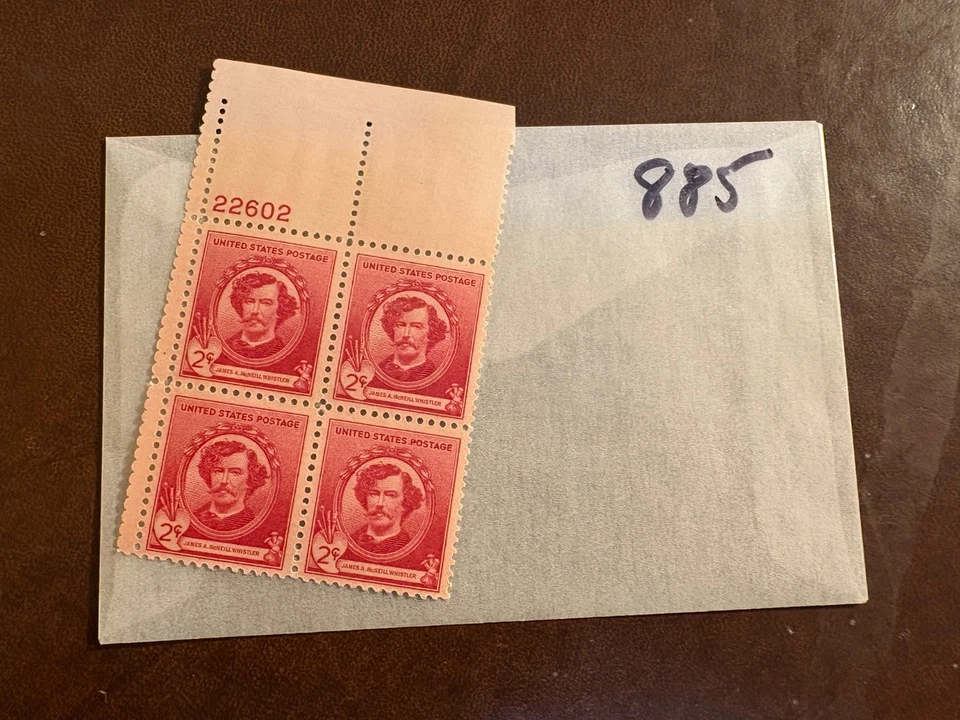 885
22602
UNITED STATES POSTAGE
2¢
JAMES A. McNEILL WHISTLER
UNITED STATES POSTAGE
2¢
JAMES A. McNEILL WHISTLER
UNITED STATES POSTAGE
2¢
JAMES A. McNEILL WHISTLER
UNITED STATES POSTAGE
2¢
JAMES A. McNEILL WHISTLER